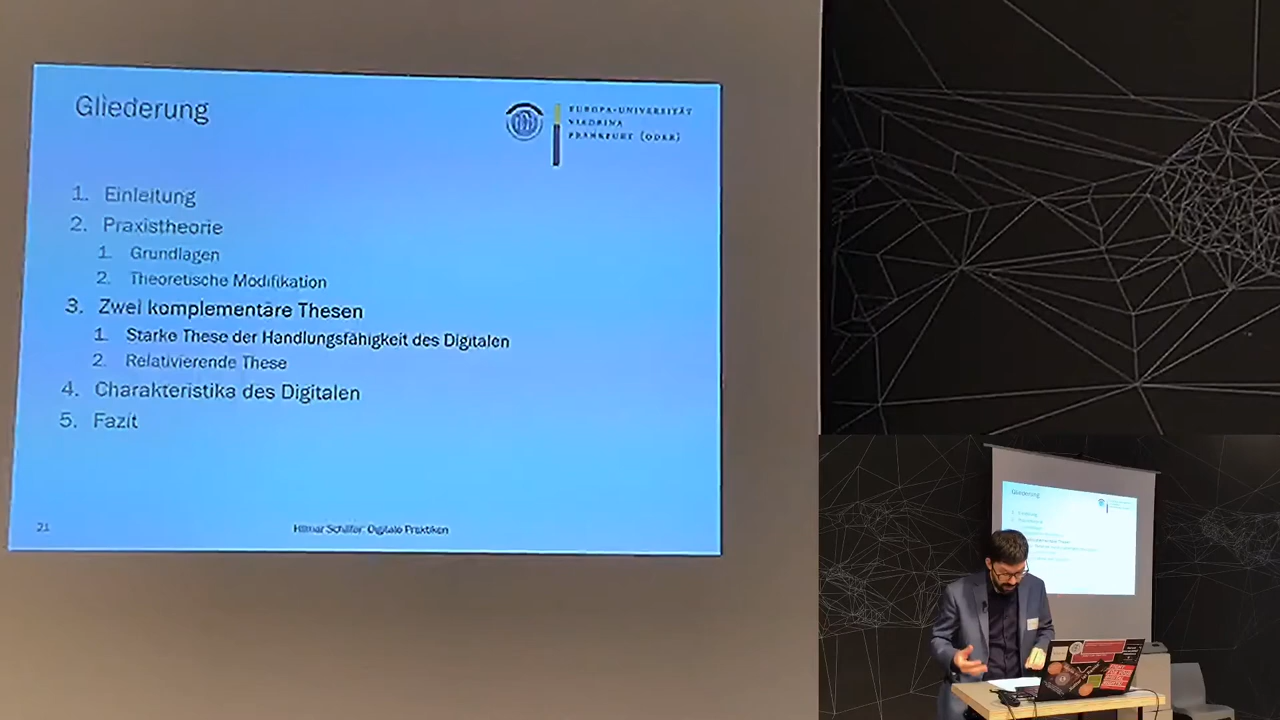 Gliederung
EUROPA-UNIVERSITÄT
VIADRINA
FRANKFURT (ODER)
1. Einleitung
2. Praxistheorie
1. Grundlagen
2. Theoretische Modifikation
3. Zwei komplementäre Thesen
1. Starke These der Handlungsfähigkeit des Digitalen
2. Relativierende These
4. Charakteristika des Digitalen
5. Fazit
21
Hilmar Schäfer: Digitale Praktiken
Gliederung